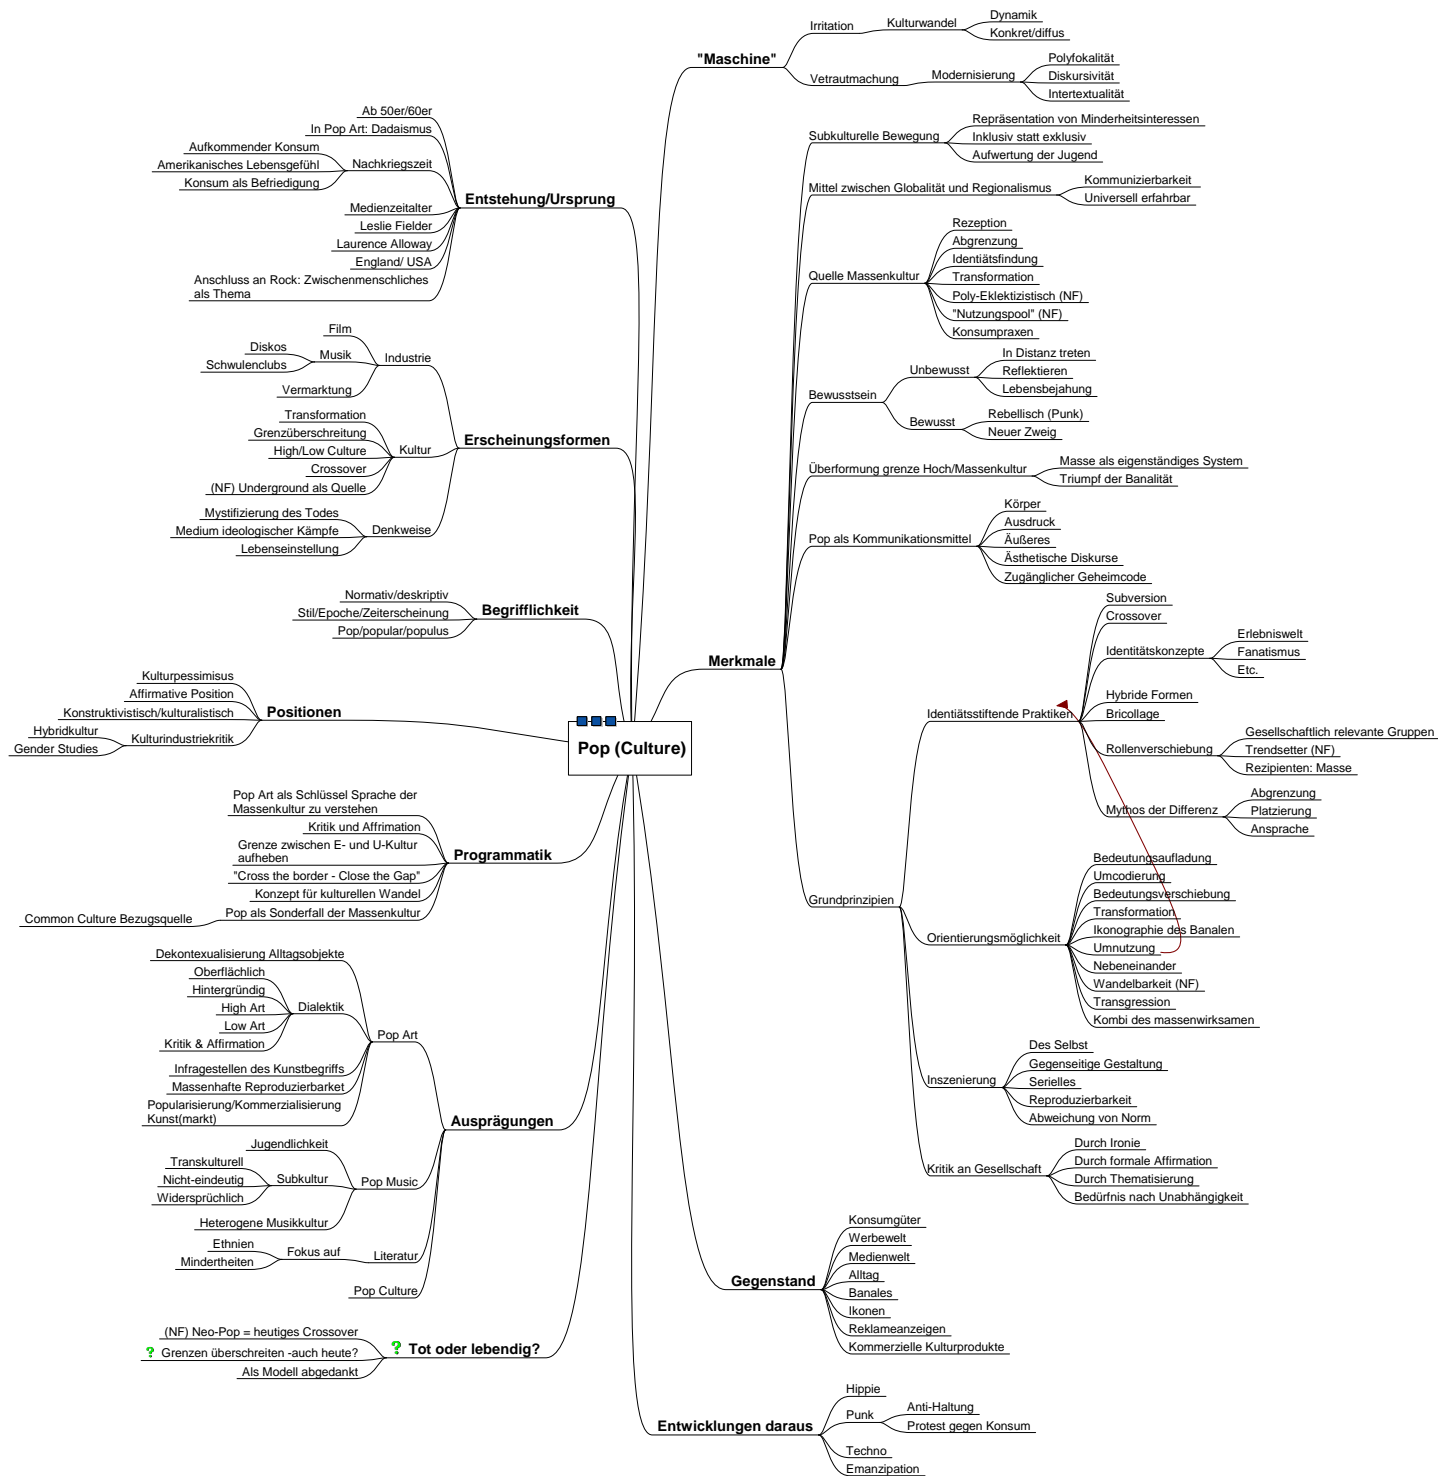 Pop (Culture)
"Maschine"
Irritation
Kulturwandel
Dynamik
Konkret/diffus
Vetrautmachung
Modernisierung
Polyfokalität
Diskursivität
Intertextualität
Merkmale
Subkulturelle Bewegung
Repräsentation von Minderheitsinteressen
Inklusiv statt exklusiv
Aufwertung der Jugend
Mittel zwischen Globalität und Regionalismus
Kommunizierbarkeit
Universell erfahrbar
Quelle Massenkultur
Rezeption
Abgrenzung
Identiätsfindung
Transformation
Poly-Eklektizistisch (NF)
"Nutzungspool" (NF)
Konsumpraxen
Bewusstsein
Unbewusst
In Distanz treten
Reflektieren
Lebensbejahung
Bewusst
Rebellisch (Punk)
Neuer Zweig
Überformung grenze Hoch/Massenkultur
Masse als eigenständiges System
Triumpf der Banalität
Pop als Kommunikationsmittel
Körper
Ausdruck
Äußeres
Ästhetische Diskurse
Zugänglicher Geheimcode
Grundprinzipien
Identiätsstiftende Praktiken
Subversion
Crossover
Identitätskonzepte
Erlebniswelt
Fanatismus
Etc.
Hybride Formen
Bricollage
Rollenverschiebung
Gesellschaftlich relevante Gruppen
Trendsetter (NF)
Rezipienten: Masse
Mythos der Differenz
Abgrenzung
Platzierung
Ansprache
Orientierungsmöglichkeit
Bedeutungsaufladung
Umcodierung
Bedeutungsverschiebung
Transformation
Ikonographie des Banalen
Umnutzung
Nebeneinander
Wandelbarkeit (NF)
Transgression
Kombi des massenwirksamen
Inszenierung
Des Selbst
Gegenseitige Gestaltung
Serielles
Reproduzierbarkeit
Abweichung von Norm
Kritik an Gesellschaft
Durch Ironie
Durch formale Affirmation
Durch Thematisierung
Bedürfnis nach Unabhängigkeit
Gegenstand
Konsumgüter
Werbewelt
Medienwelt
Alltag
Banales
Ikonen
Reklameanzeigen
Kommerzielle Kulturprodukte
Entwicklungen daraus
Hippie
Punk
Anti-Haltung
Protest gegen Konsum
Techno
Emanzipation
Entstehung/Ursprung
Ab 50er/60er
In Pop Art: Dadaismus
Nachkriegszeit
Aufkommender Konsum
Amerikanisches Lebensgefühl
Konsum als Befriedigung
Medienzeitalter
Leslie Fielder
Laurence Alloway
England/ USA
Anschluss an Rock: Zwischenmenschliches
als Thema
Erscheinungsformen
Industrie
Film
Musik
Diskos
Schwulenclubs
Vermarktung
Kultur
Transformation
Grenzüberschreitung
High/Low Culture
Crossover
(NF) Underground als Quelle
Denkweise
Mystifizierung des Todes
Medium ideologischer Kämpfe
Lebenseinstellung
Begrifflichkeit
Normativ/deskriptiv
Stil/Epoche/Zeiterscheinung
Pop/popular/populus
Positionen
Kulturpessimisus
Affirmative Position
Konstruktivistisch/kulturalistisch
Kulturindustriekritik
Hybridkultur
Gender Studies
Programmatik
Pop Art als Schlüssel Sprache der
Massenkultur zu verstehen
Kritik und Affrimation
Grenze zwischen E- und U-Kultur
aufheben
"Cross the border - Close the Gap"
Konzept für kulturellen Wandel
Pop als Sonderfall der Massenkultur
Common Culture Bezugsquelle
Ausprägungen
Pop Art
Dekontexualisierung Alltagsobjekte
Dialektik
Oberflächlich
Hintergründig
High Art
Low Art
Kritik & Affirmation
Infragestellen des Kunstbegriffs
Massenhafte Reproduzierbarket
Popularisierung/Kommerzialisierung
Kunst(markt)
Pop Music
Jugendlichkeit
Subkultur
Transkulturell
Nicht-eindeutig
Widersprüchlich
Heterogene Musikkultur
Literatur
Fokus auf
Ethnien
Mindertheiten
Pop Culture
? Tot oder lebendig?
(NF) Neo-Pop = heutiges Crossover
? Grenzen überschreiten -auch heute?
Als Modell abgedankt